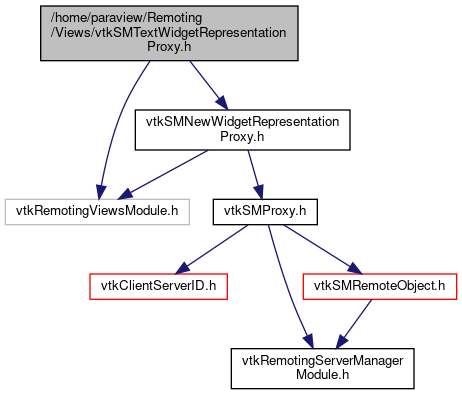 /home/paraview/Remoting
/Views/vtkSMTextWidgetRepresentation
Proxy.h
vtkSMNewWidgetRepresentation
Proxy.h
vtkRemotingViewsModule.h
vtkSMProxy.h
vtkClientServerID.h
vtkSMRemoteObject.h
vtkRemotingServerManager
Module.h